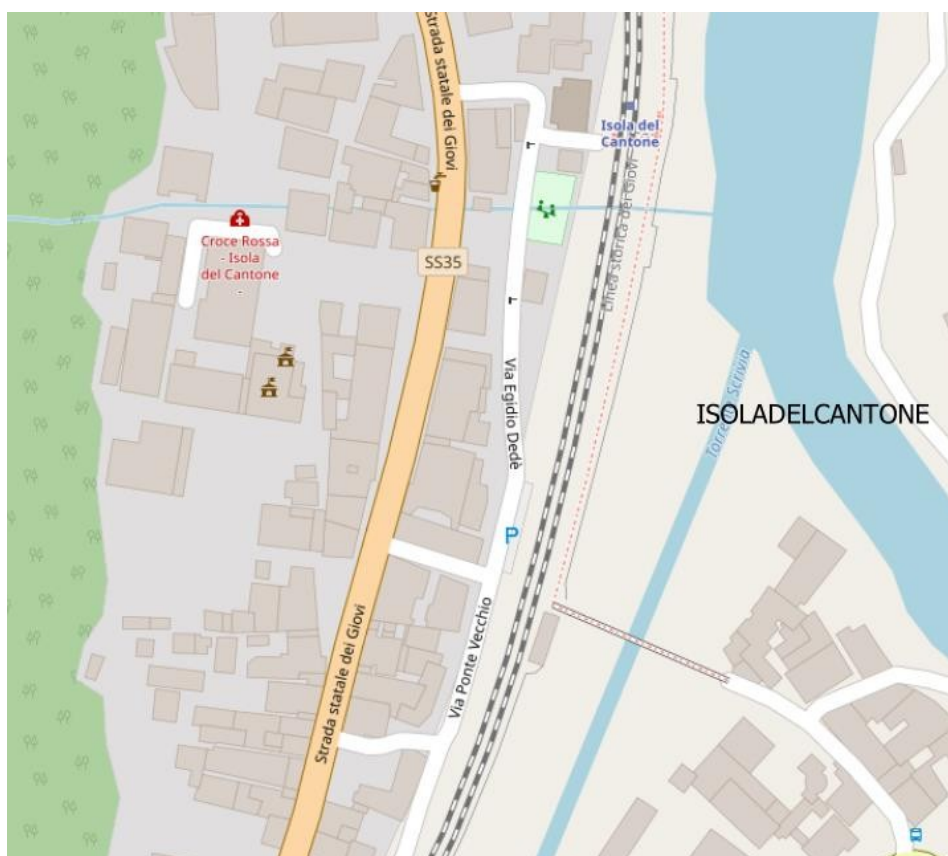 Strada statale dei Giovi
Isola del
Cantone
Linea storica dei Giovi
Croce Rossa
- Isola
del Cantone
-
SS35
Via Egidio Dedè
Torrente Scrivia
ISOLADELCANTONE
P
Strada statale dei Giovi
Via Ponte Vecchio